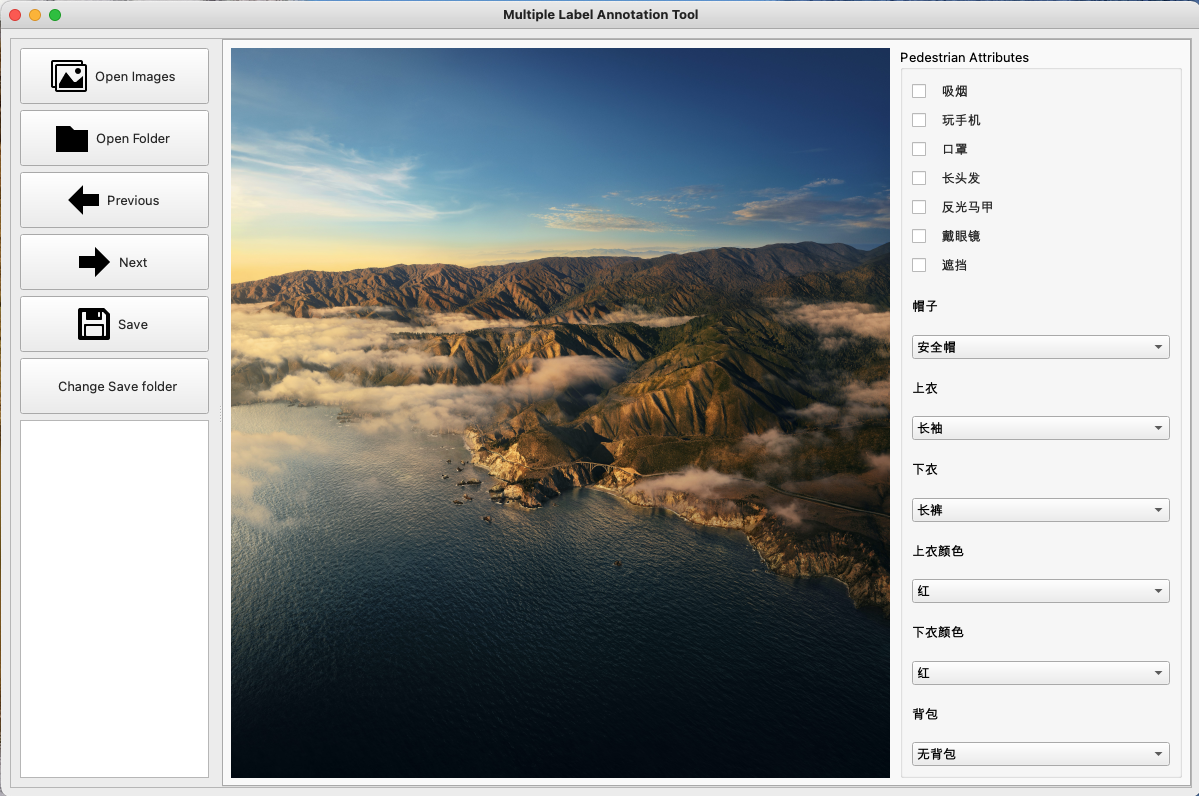 Multiple Label Annotation Tool
Open Images
Open Folder
Previous
Next
Save
Change Save folder
Pedestrian Attributes
吸烟
玩手机
口罩
长头发
反光马甲
戴眼镜
遮挡
帽子
安全帽
上衣
长袖
下衣
长裤
上衣颜色
红
下衣颜色
红
背包
无背包